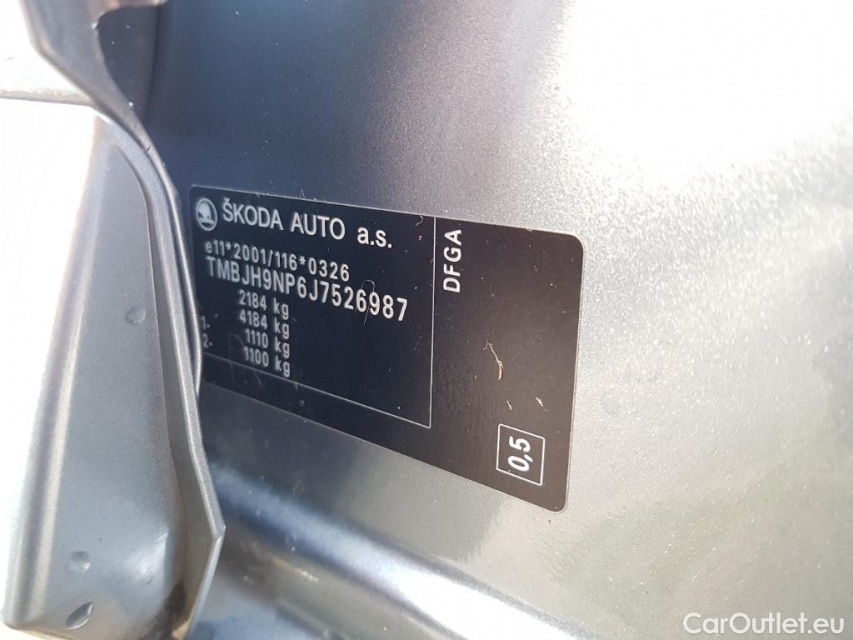 ŠKODA AUTO a.s.
e11*2001/116*0326
TMBJH9NP6J7526987
2184 kg
4184 kg
1- 1110 kg
2- 1100 kg
DFGA
0,5
CarOutlet.eu